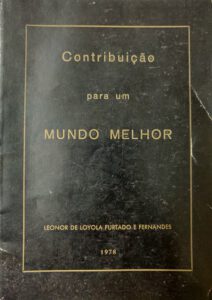 Contribuição
para um
MUNDO MELHOR
LEONOR DE LOYOLA FURTADO E FERNANDES
1978